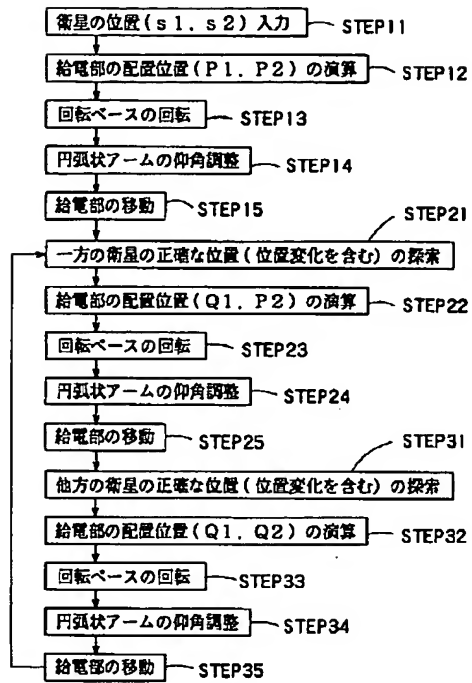 衛星の位置(s1, s2)入力 STEP11
給電部の配置位置(P1, P2)の演算 STEP12
回転ベースの回転 STEP13
円弧状アームの仰角調整 STEP14
給電部の移動 STEP15
STEP21
一方の衛星の正確な位置(位置変化を含む)の探索
給電部の配置位置(Q1, P2)の演算 STEP22
回転ベースの回転 STEP23
円弧状アームの仰角調整 STEP24
給電部の移動 STEP25
STEP31
他方の衛星の正確な位置(位置変化を含む)の探索
給電部の配置位置(Q1, Q2)の演算 STEP32
回転ベースの回転 STEP33
円弧状アームの仰角調整 STEP34
給電部の移動 STEP35